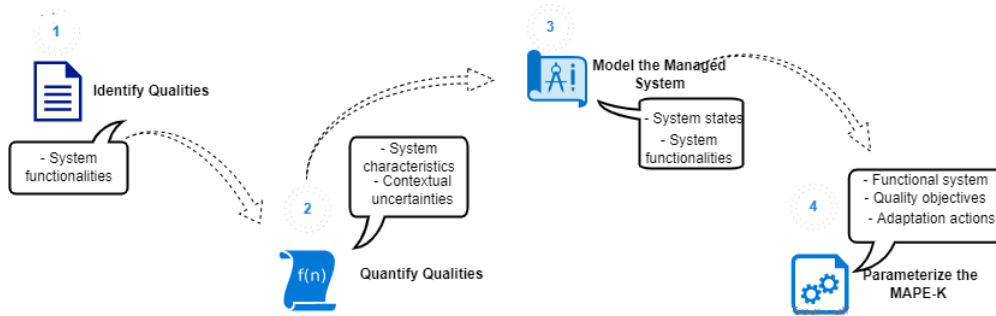 1
Identify Qualities
- System
functionalities
2
- System
characteristics
- Contextual
uncertainties
f(n)
Quantify Qualities
3
Model the Managed
System
- System states
- System
functionalities
4
- Functional system
- Quality objectives
- Adaptation actions
Parameterize the
MAPE-K